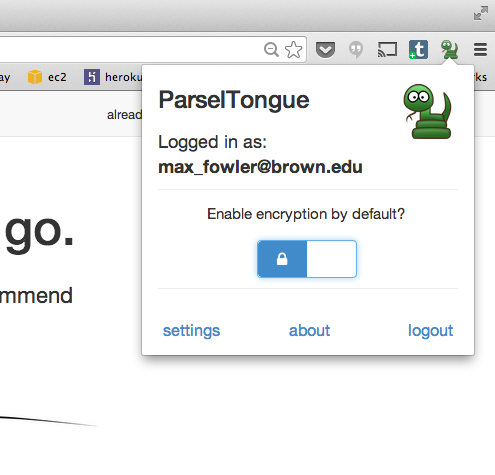 ay
ec2
heroku
ks
ParselTongue
Logged in as:
max_fowler@brown.edu
alread
Enable encryption by default?
go.
mmend
settings
about
logout